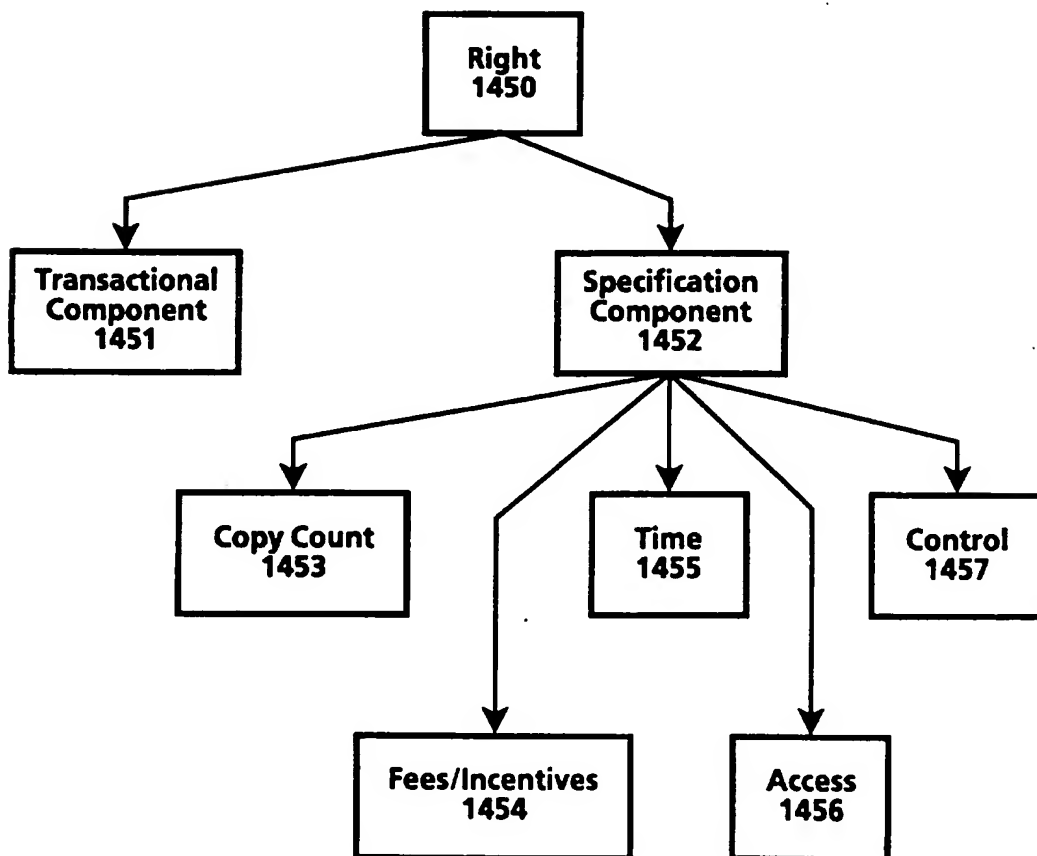 Right
1450
Transactional
Component
1451
Specification
Component
1452
Copy Count
1453
Time
1455
Control
1457
Fees/Incentives
1454
Access
1456